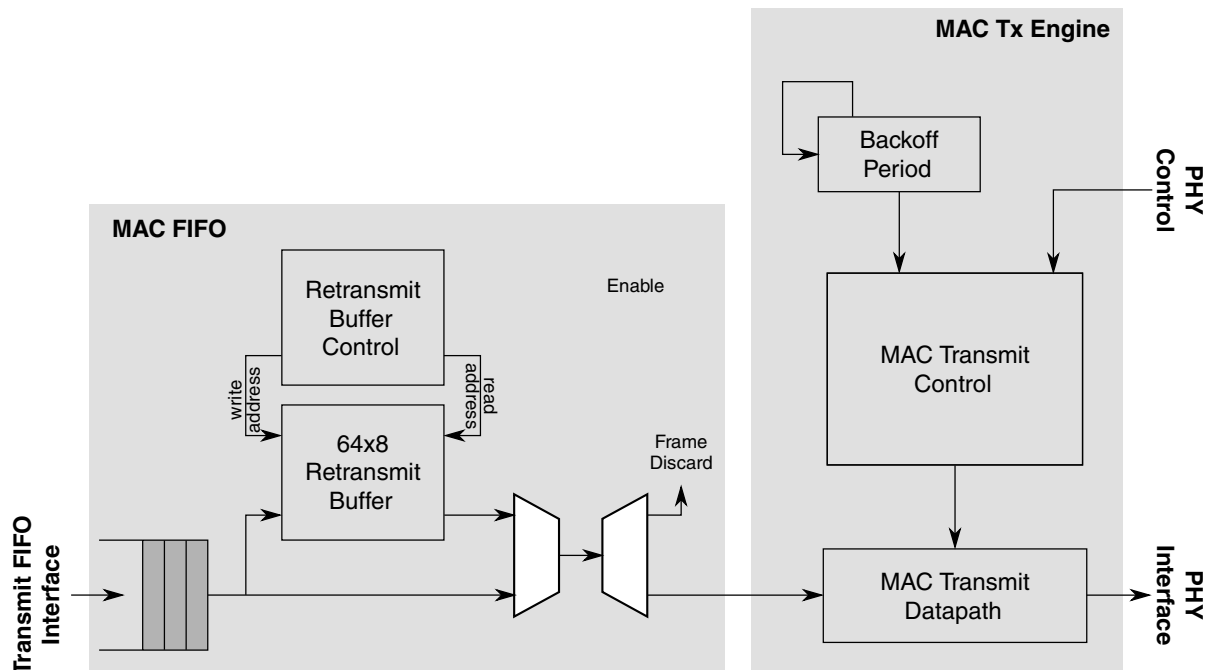 MAC Tx Engine
Backoff
Period
PHY
Control
MAC FIFO
Retransmit
Buffer
Control
Enable
MAC Transmit
Control
write
address
read
address
64x8
Retransmit
Buffer
Frame
Discard
Transmit FIFO
Interface
MAC Transmit
Datapath
PHY
Interface